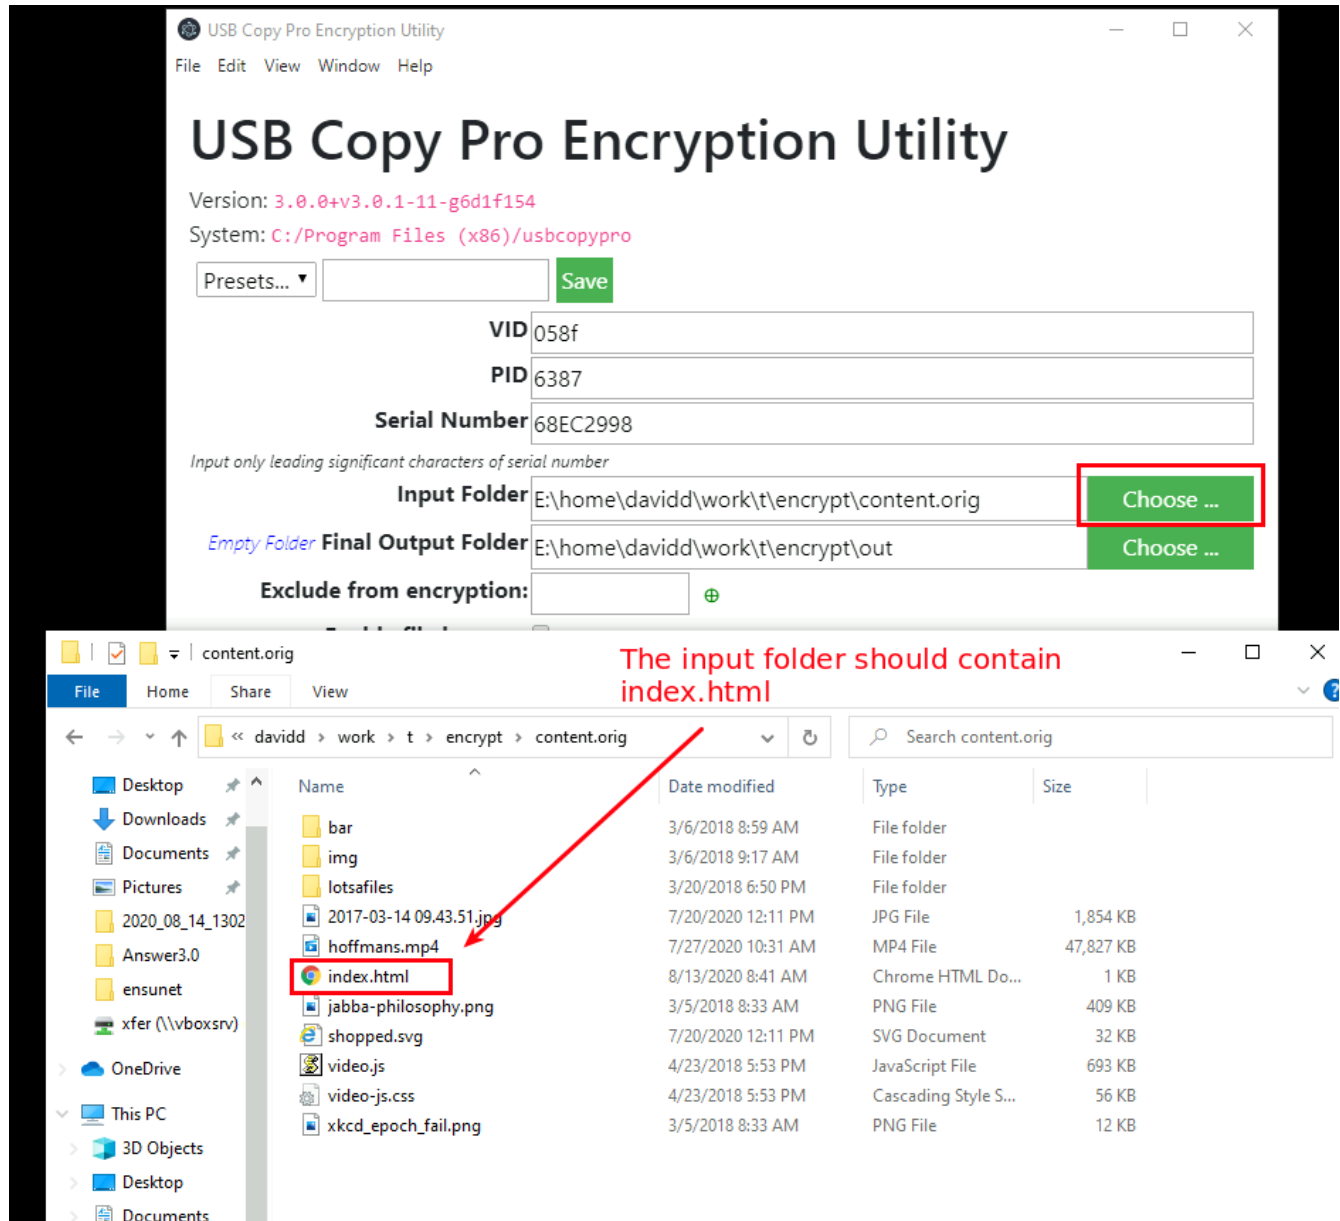 USB Copy Pro Encryption Utility
File Edit View Window Help
USB Copy Pro Encryption Utility
Version: 3.0.0+v3.0.1-11-g6d1f154
System: C:/Program Files (x86)/usbcopypro
Presets... Save
VID 058f
PID 6387
Serial Number 68EC2998
Input only leading significant characters of serial number
Input Folder E:\home\davidd\work\t\encrypt\content.orig Choose ...
Empty Folder Final Output Folder E:\home\davidd\work\t\encrypt\out Choose ...
Exclude from encryption:
content.orig
The input folder should contain
index.html
File Home Share View
« davidd > work > t > encrypt > content.orig Search content.orig
Desktop
Downloads
Documents
Pictures
2020_08_14_1302
Answer3.0
ensunet
xfer (\\vboxsrv)
OneDrive
This PC
3D Objects
Desktop
Documents
Name Date modified Type Size
bar 3/6/2018 8:59 AM File folder
img 3/6/2018 9:17 AM File folder
lotsafiles 3/20/2018 6:50 PM File folder
2017-03-14 09.43.51.jpg 7/20/2020 12:11 PM JPG File 1,854 KB
hoffmans.mp4 7/27/2020 10:31 AM MP4 File 47,827 KB
index.html 8/13/2020 8:41 AM Chrome HTML Do... 1 KB
jabba-philosophy.png 3/5/2018 8:33 AM PNG File 409 KB
shopped.svg 7/20/2020 12:11 PM SVG Document 32 KB
video.js 4/23/2018 5:53 PM JavaScript File 693 KB
video-js.css 4/23/2018 5:53 PM Cascading Style S... 56 KB
xkcd_epoch_fail.png 3/5/2018 8:33 AM PNG File 12 KB